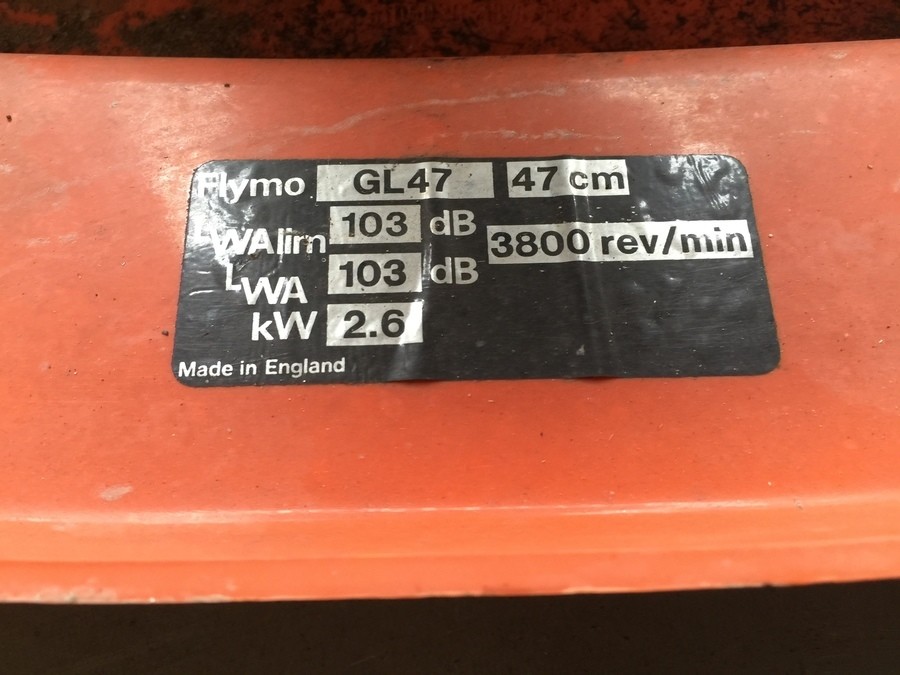 Flymo GL47 47 cm
LWAlim 103 dB
3800 rev/min
LWA 103 dB
kW 2.6
Made in England